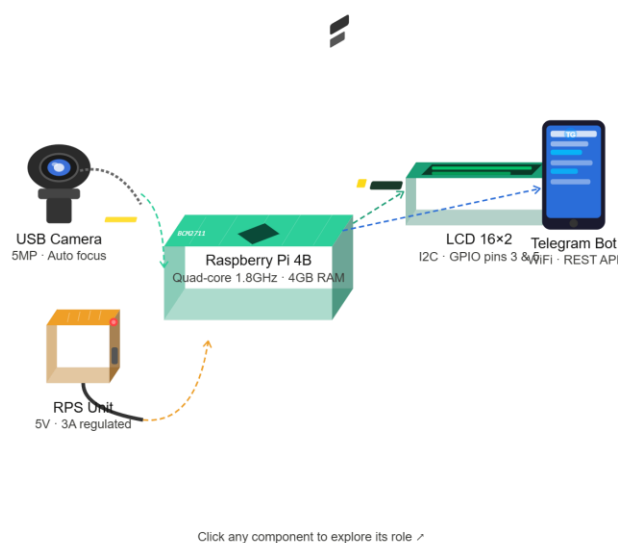 TG
BCM2711
USB Camera
5MP · Auto focus
Raspberry Pi 4B
Quad-core 1.8GHz · 4GB RAM
LCD 16×2
I2C · GPIO pins 3 & 5
Telegram Bot
WiFi · REST API
RPS Unit
5V · 3A regulated
Click any component to explore its role ↗